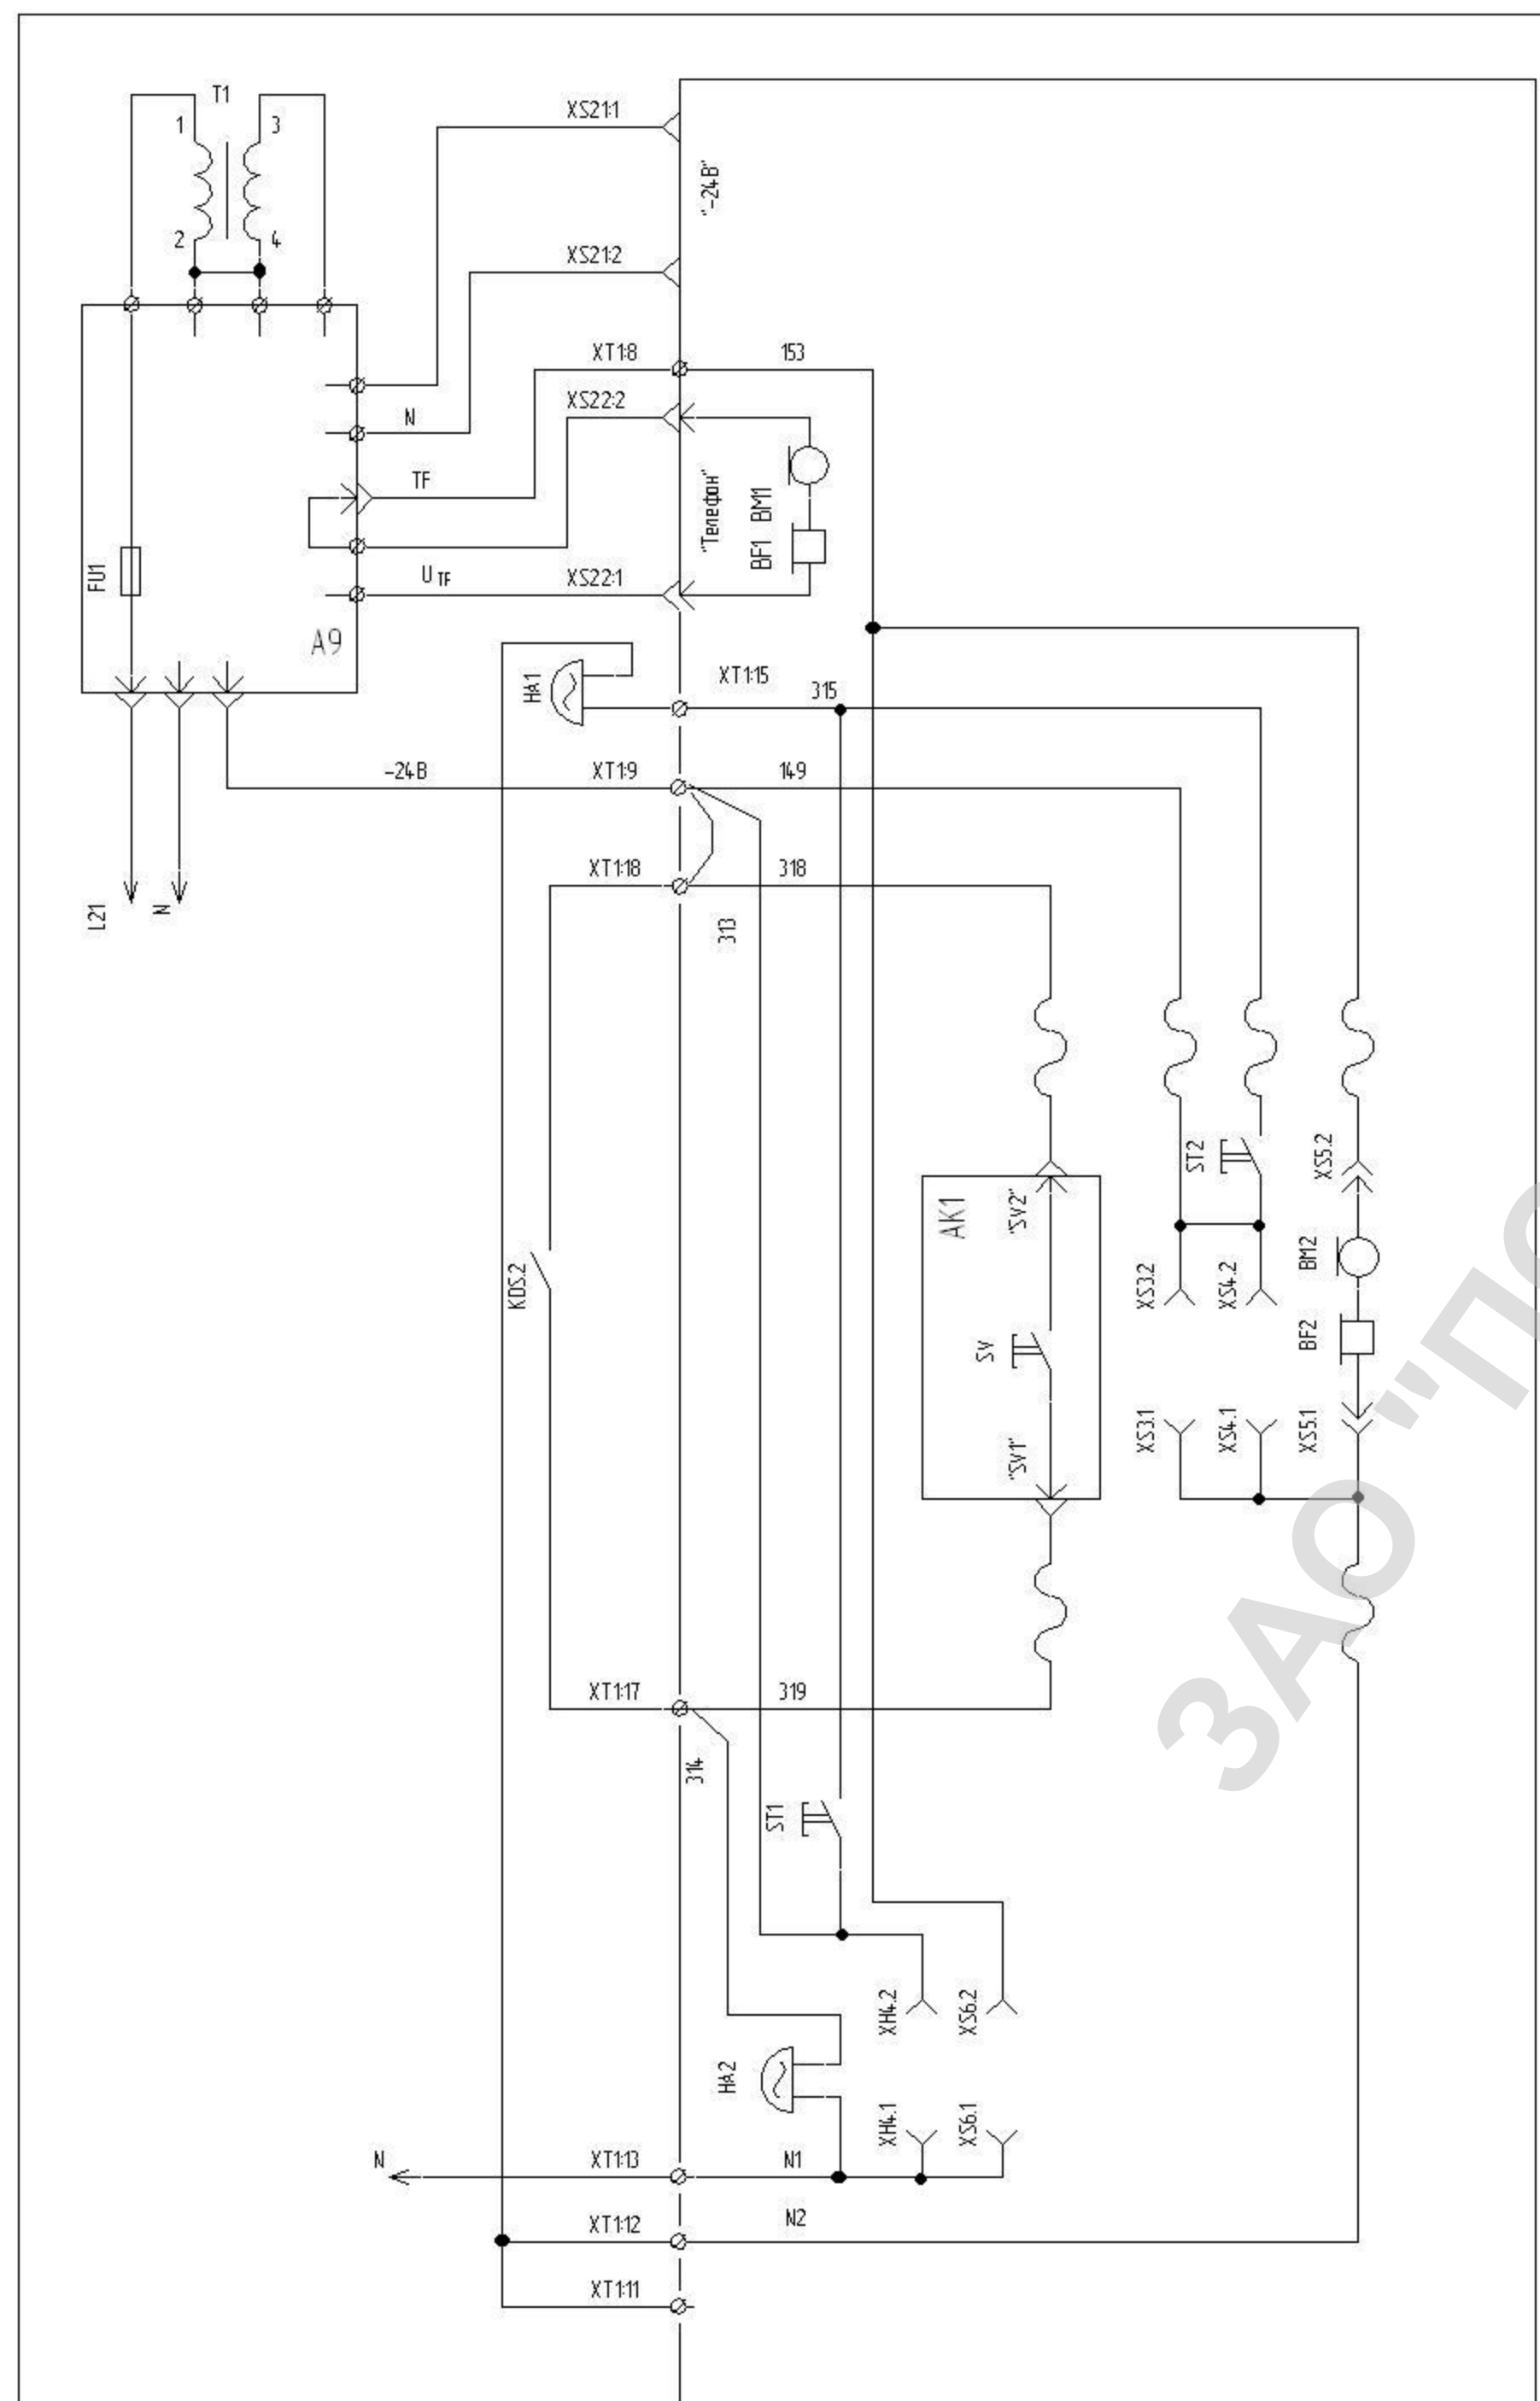 T1
1
3
2
4
XS21:1
"-24В"
XS21:2
XT1:8
153
N
XS22:2
TF
"Телефон"
BF1 BM1
FU1
U TF
XS22:1
A9
HA1
XT1:15
315
-24В
XT1:9
149
XT1:18
318
L21
N
313
ST2
XS5.2
AK1
"SV2"
KDS.2
XS3.2
XS4.2
BM2
SV
BF2
"SV1"
XS3.1
XS4.1
XS5.1
XT1:17
319
314
ST1
HA2
XH4.2
XS6.2
XH4.1
XS6.1
N
XT1:13
N1
XT1:12
N2
XT1:11
ЗАО "ПО